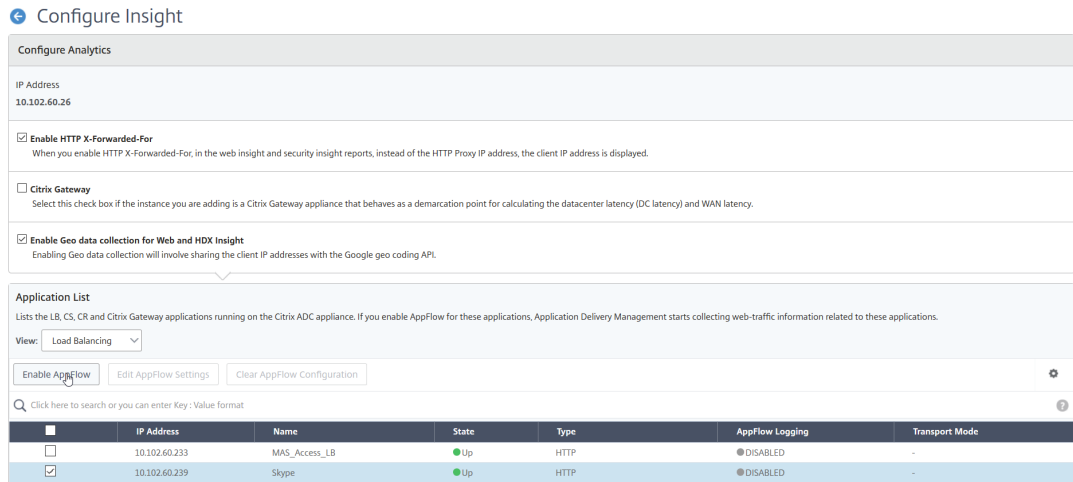 Configure Insight
Configure Analytics
IP Address
10.102.60.26
Enable HTTP X-Forwarded-For
When you enable HTTP X-Forwarded-For, in the web insight and security insight reports, instead of the HTTP Proxy IP address, the client IP address is displayed.
Citrix Gateway
Select this check box if the instance you are adding is a Citrix Gateway appliance that behaves as a demarcation point for calculating the datacenter latency (DC latency) and WAN latency.
Enable Geo data collection for Web and HDX Insight
Enabling Geo data collection will involve sharing the client IP addresses with the Google geo coding API.
Application List
Lists the LB, CS, CR and Citrix Gateway applications running on the Citrix ADC appliance. If you enable AppFlow for these applications, Application Delivery Management starts collecting web-traffic information related to these applications.
View: Load Balancing
Enable AppFlow Edit AppFlow Settings Clear AppFlow Configuration
Click here to search or you can enter Key : Value format ?
IP Address Name State Type AppFlow Logging Transport Mode
10.102.60.233 MAS_Access_LB Up HTTP DISABLED -
10.102.60.239 Skype Up HTTP DISABLED -